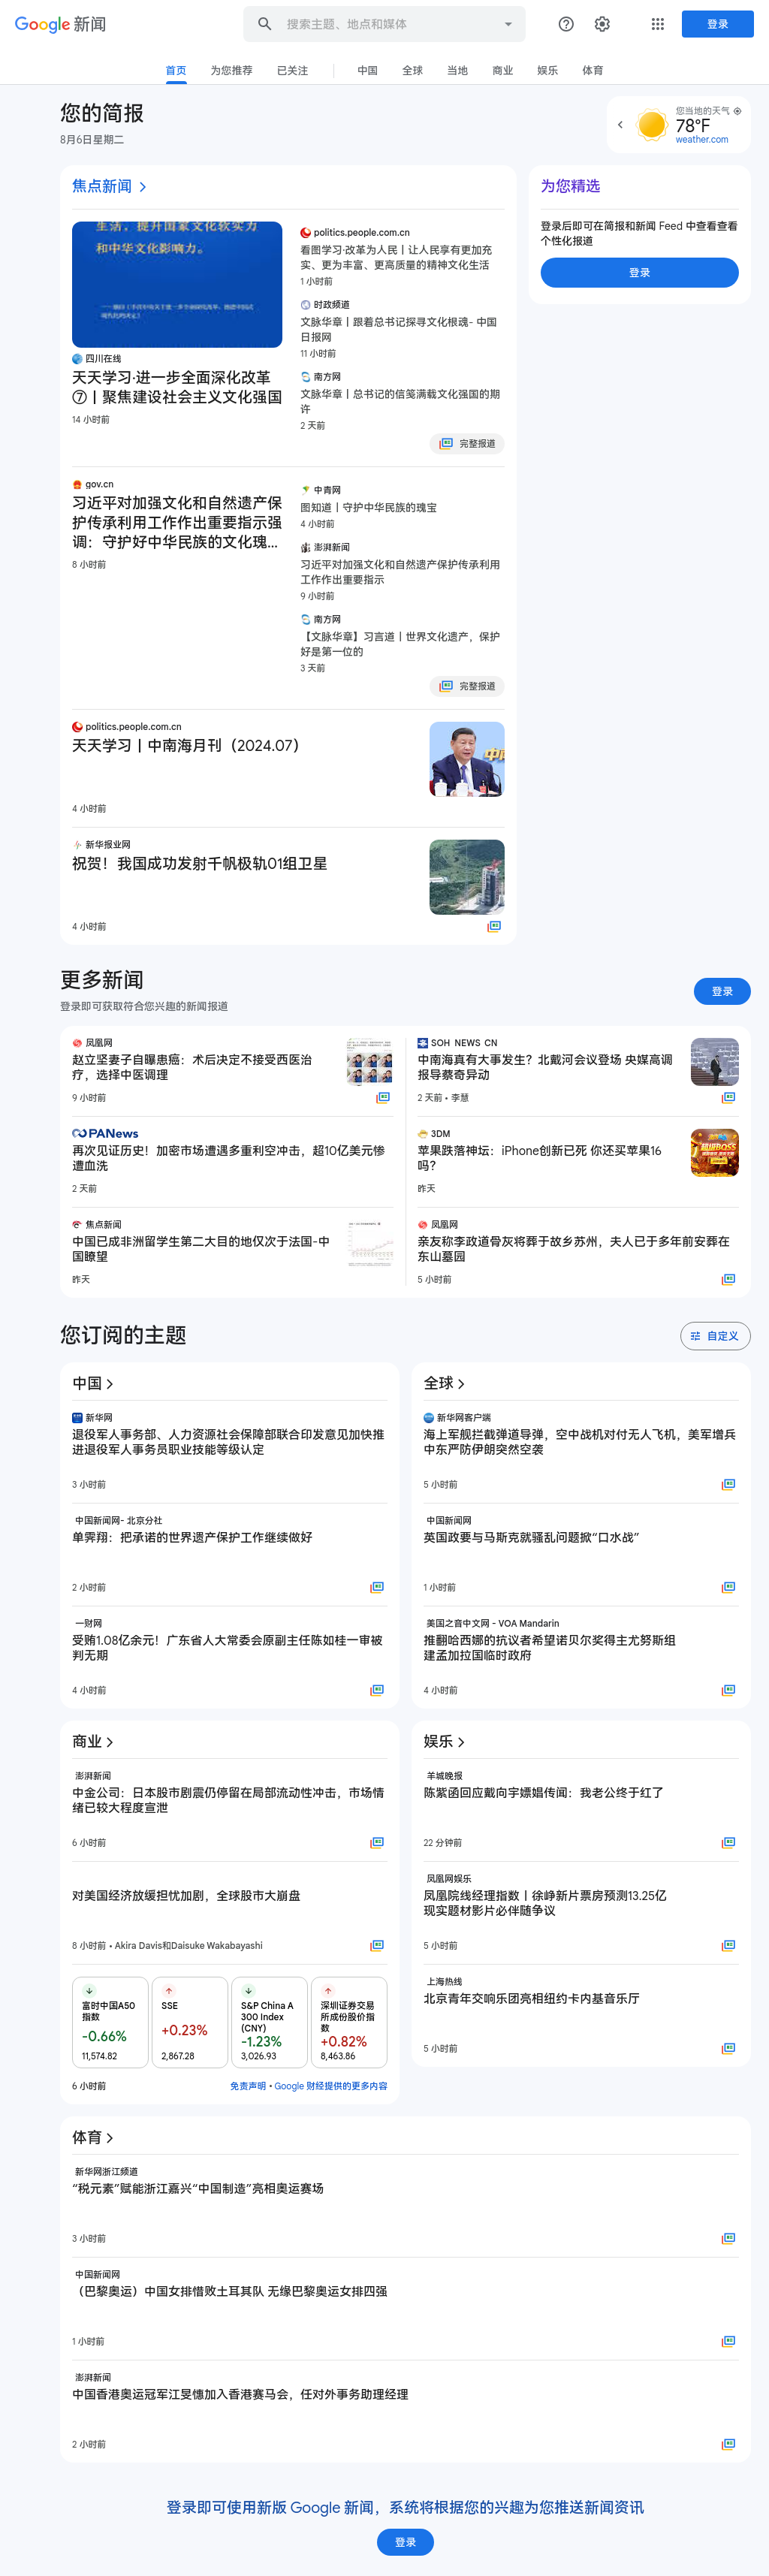 Google 新闻
搜索主题、地点和媒体
登录
首页
为您推荐
已关注
中国
全球
当地
商业
娱乐
体育
您的简报
8月6日星期二
您当地的天气
78°F
weather.com
焦点新闻
生活，提升国家文化软实力
和中华文化影响力。
四川在线
天天学习·进一步全面深化改革
⑦丨聚焦建设社会主义文化强国
14 小时前
politics.people.com.cn
看图学习·改革为人民丨让人民享有更加充
实、更为丰富、更高质量的精神文化生活
1 小时前
时政频道
文脉华章丨跟着总书记探寻文化根魂- 中国
日报网
11 小时前
南方网
文脉华章丨总书记的信笺满载文化强国的期
许
2 天前
完整报道
gov.cn
习近平对加强文化和自然遗产保
护传承利用工作作出重要指示强
调：守护好中华民族的文化瑰...
8 小时前
中青网
图知道丨守护中华民族的瑰宝
4 小时前
澎湃新闻
习近平对加强文化和自然遗产保护传承利用
工作作出重要指示
9 小时前
南方网
【文脉华章】习言道丨世界文化遗产，保护
好是第一位的
3 天前
完整报道
politics.people.com.cn
天天学习丨中南海月刊（2024.07）
4 小时前
新华报业网
祝贺！我国成功发射千帆极轨01组卫星
4 小时前
为您精选
登录后即可在简报和新闻 Feed 中查看查看
个性化报道
登录
更多新闻
登录即可获取符合您兴趣的新闻报道
登录
凤凰网
赵立坚妻子自曝患癌：术后决定不接受西医治
疗，选择中医调理
9 小时前
PANews
再次见证历史！加密市场遭遇多重利空冲击，超10亿美元惨
遭血洗
2 天前
焦点新闻
中国已成非洲留学生第二大目的地仅次于法国-中
国瞭望
昨天
SOH_NEWS_CN
中南海真有大事发生？北戴河会议登场 央媒高调
报导蔡奇异动
2 天前 • 李慧
3DM
苹果跌落神坛：iPhone创新已死 你还买苹果16
吗？
昨天
凤凰网
亲友称李政道骨灰将葬于故乡苏州，夫人已于多年前安葬在
东山墓园
5 小时前
您订阅的主题
自定义
中国
新华网
退役军人事务部、人力资源社会保障部联合印发意见加快推
进退役军人事务员职业技能等级认定
3 小时前
中国新闻网- 北京分社
单霁翔：把承诺的世界遗产保护工作继续做好
2 小时前
一财网
受贿1.08亿余元！广东省人大常委会原副主任陈如桂一审被
判无期
4 小时前
全球
新华网客户端
海上军舰拦截弹道导弹，空中战机对付无人飞机，美军增兵
中东严防伊朗突然空袭
5 小时前
中国新闻网
英国政要与马斯克就骚乱问题掀“口水战”
1 小时前
美国之音中文网 - VOA Mandarin
推翻哈西娜的抗议者希望诺贝尔奖得主尤努斯组
建孟加拉国临时政府
4 小时前
商业
澎湃新闻
中金公司：日本股市剧震仍停留在局部流动性冲击，市场情
绪已较大程度宣泄
6 小时前
对美国经济放缓担忧加剧，全球股市大崩盘
8 小时前 • Akira Davis和Daisuke Wakabayashi
富时中国A50
指数
-0.66%
11,574.82
SSE
+0.23%
2,867.28
S&P China A
300 Index
(CNY)
-1.23%
3,026.93
深圳证券交易
所成份股价指
数
+0.82%
8,463.86
6 小时前
免责声明 • Google 财经提供的更多内容
娱乐
羊城晚报
陈紫函回应戴向宇嫖娼传闻：我老公终于红了
22 分钟前
凤凰网娱乐
凤凰院线经理指数丨徐峥新片票房预测13.25亿
现实题材影片必伴随争议
5 小时前
上海热线
北京青年交响乐团亮相纽约卡内基音乐厅
5 小时前
体育
新华网浙江频道
“税元素”赋能浙江嘉兴“中国制造”亮相奥运赛场
3 小时前
中国新闻网
（巴黎奥运）中国女排惜败土耳其队 无缘巴黎奥运女排四强
1 小时前
澎湃新闻
中国香港奥运冠军江旻憓加入香港赛马会，任对外事务助理经理
2 小时前
登录即可使用新版 Google 新闻，系统将根据您的兴趣为您推送新闻资讯
登录